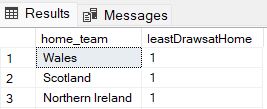 Results Messages
home_team leastDrawsatHome
1 Wales 1
2 Scotland 1
3 Northern Ireland 1